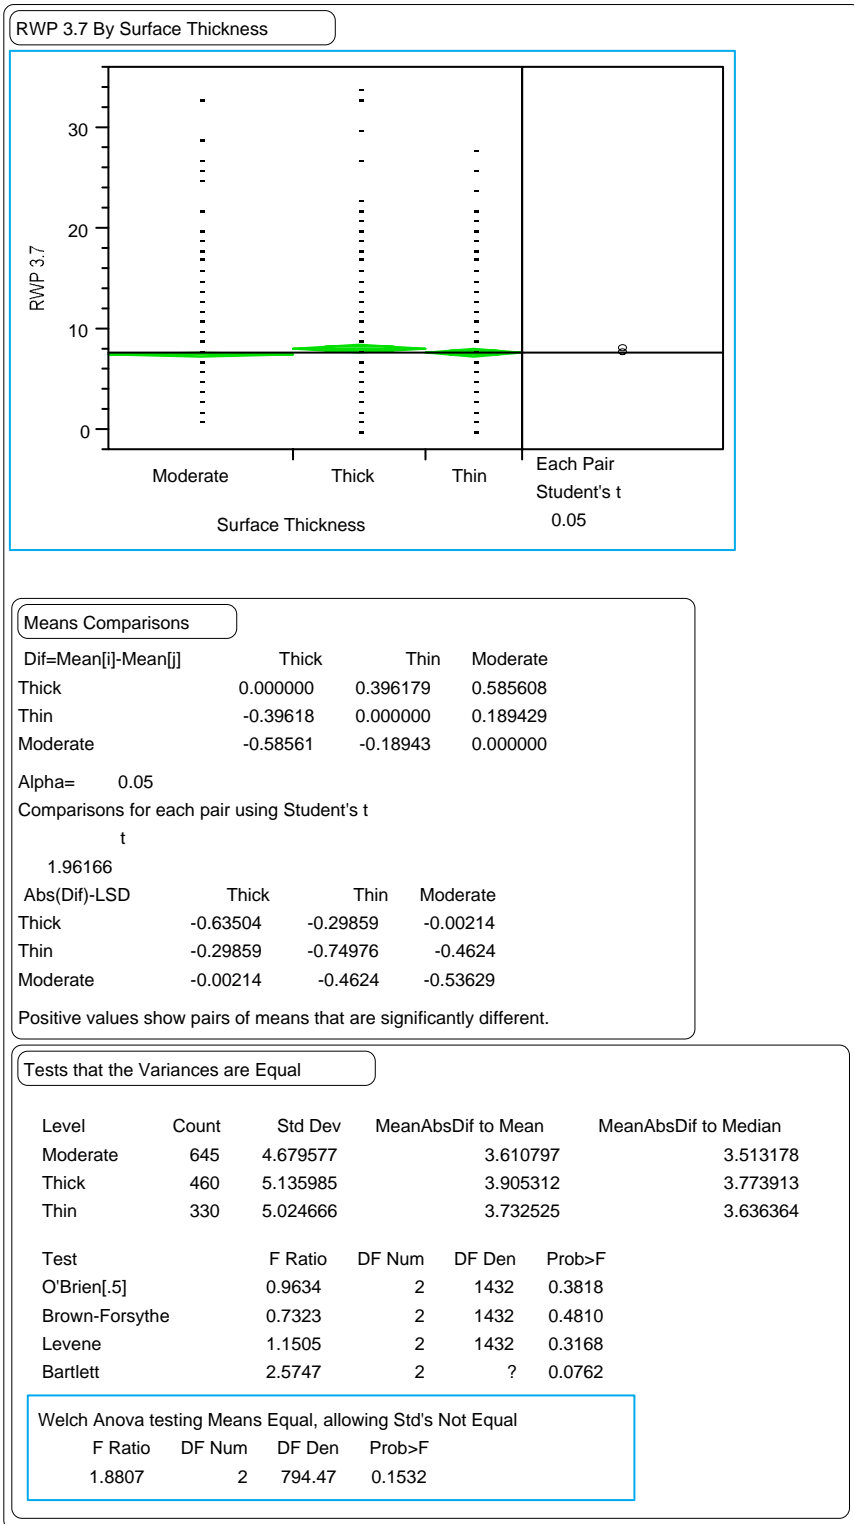 RWP 3.7 By Surface Thickness
30
20
10
0
RWP 3.7
Moderate Thick Thin
Surface Thickness
Each Pair
Student's t
0.05
Means Comparisons
Dif=Mean[i]-Mean[j] Thick Thin Moderate
Thick 0.000000 0.396179 0.585608
Thin -0.39618 0.000000 0.189429
Moderate -0.58561 -0.18943 0.000000
Alpha= 0.05
Comparisons for each pair using Student's t
t
1.96166
Abs(Dif)-LSD Thick Thin Moderate
Thick -0.63504 -0.29859 -0.00214
Thin -0.29859 -0.74976 -0.4624
Moderate -0.00214 -0.4624 -0.53629
Positive values show pairs of means that are significantly different.
Tests that the Variances are Equal
Level Count Std Dev MeanAbsDif to Mean MeanAbsDif to Median
Moderate 645 4.679577 3.610797 3.513178
Thick 460 5.135985 3.905312 3.773913
Thin 330 5.024666 3.732525 3.636364
Test F Ratio DF Num DF Den Prob>F
O'Brien[.5] 0.9634 2 1432 0.3818
Brown-Forsythe 0.7323 2 1432 0.4810
Levene 1.1505 2 1432 0.3168
Bartlett 2.5747 2 ? 0.0762
Welch Anova testing Means Equal, allowing Std's Not Equal
F Ratio DF Num DF Den Prob>F
1.8807 2 794.47 0.1532